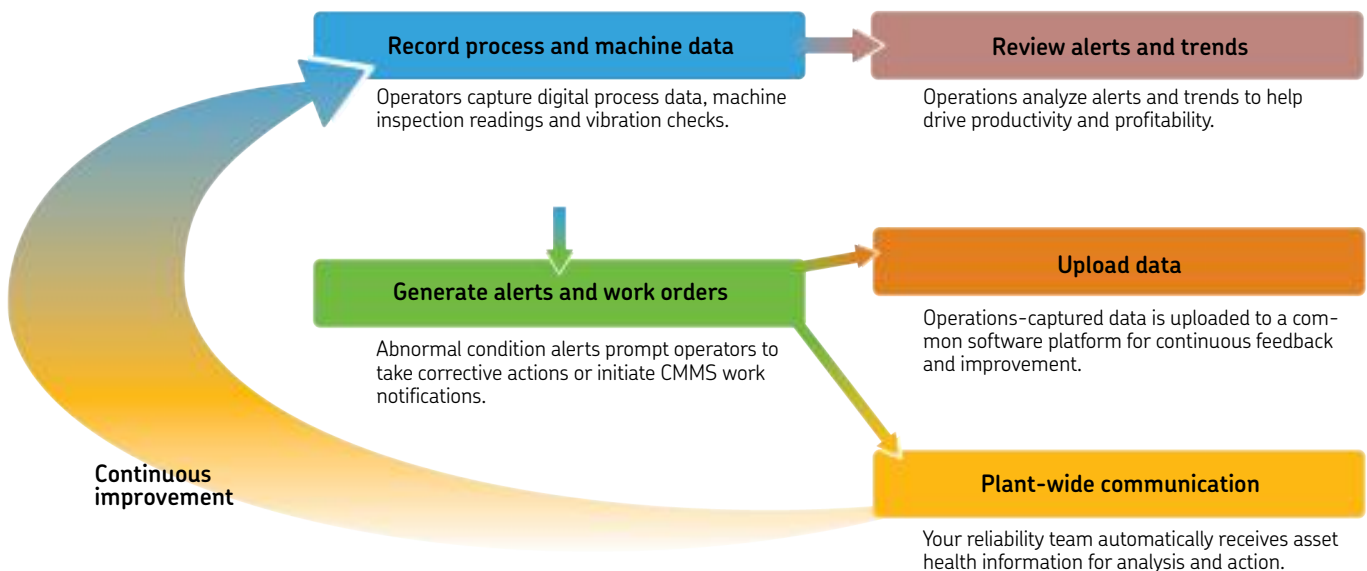 Record process and machine data
Operators capture digital process data, machine
inspection readings and vibration checks.
Review alerts and trends
Operations analyze alerts and trends to help
drive productivity and profitability.
Generate alerts and work orders
Abnormal condition alerts prompt operators to
take corrective actions or initiate CMMS work
notifications.
Upload data
Operations-captured data is uploaded to a com-
mon software platform for continuous feedback
and improvement.
Plant-wide communication
Your reliability team automatically receives asset
health information for analysis and action.
Continuous
improvement